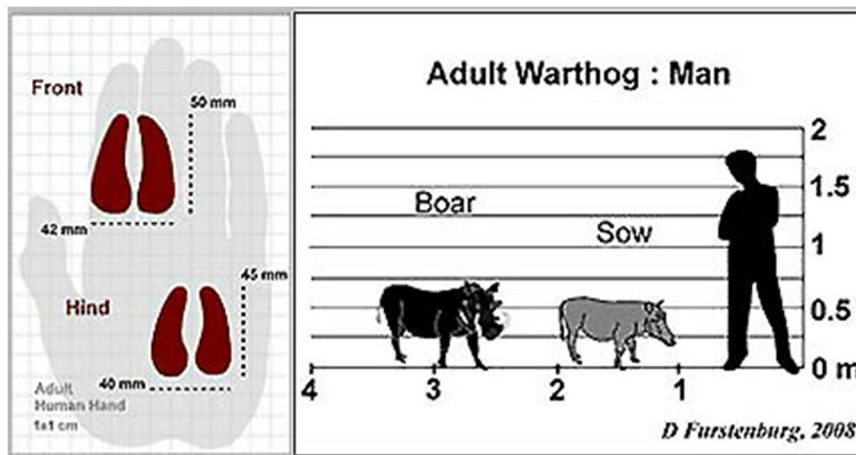 Front
50 mm
42 mm
45 mm
Hind
40 mm
Adult
Human Hand
1x1 cm
Adult Warthog : Man
2
1.5
Boar
Sow
1
0.5
0 m
4
3
2
1
D Furstenburg, 2008